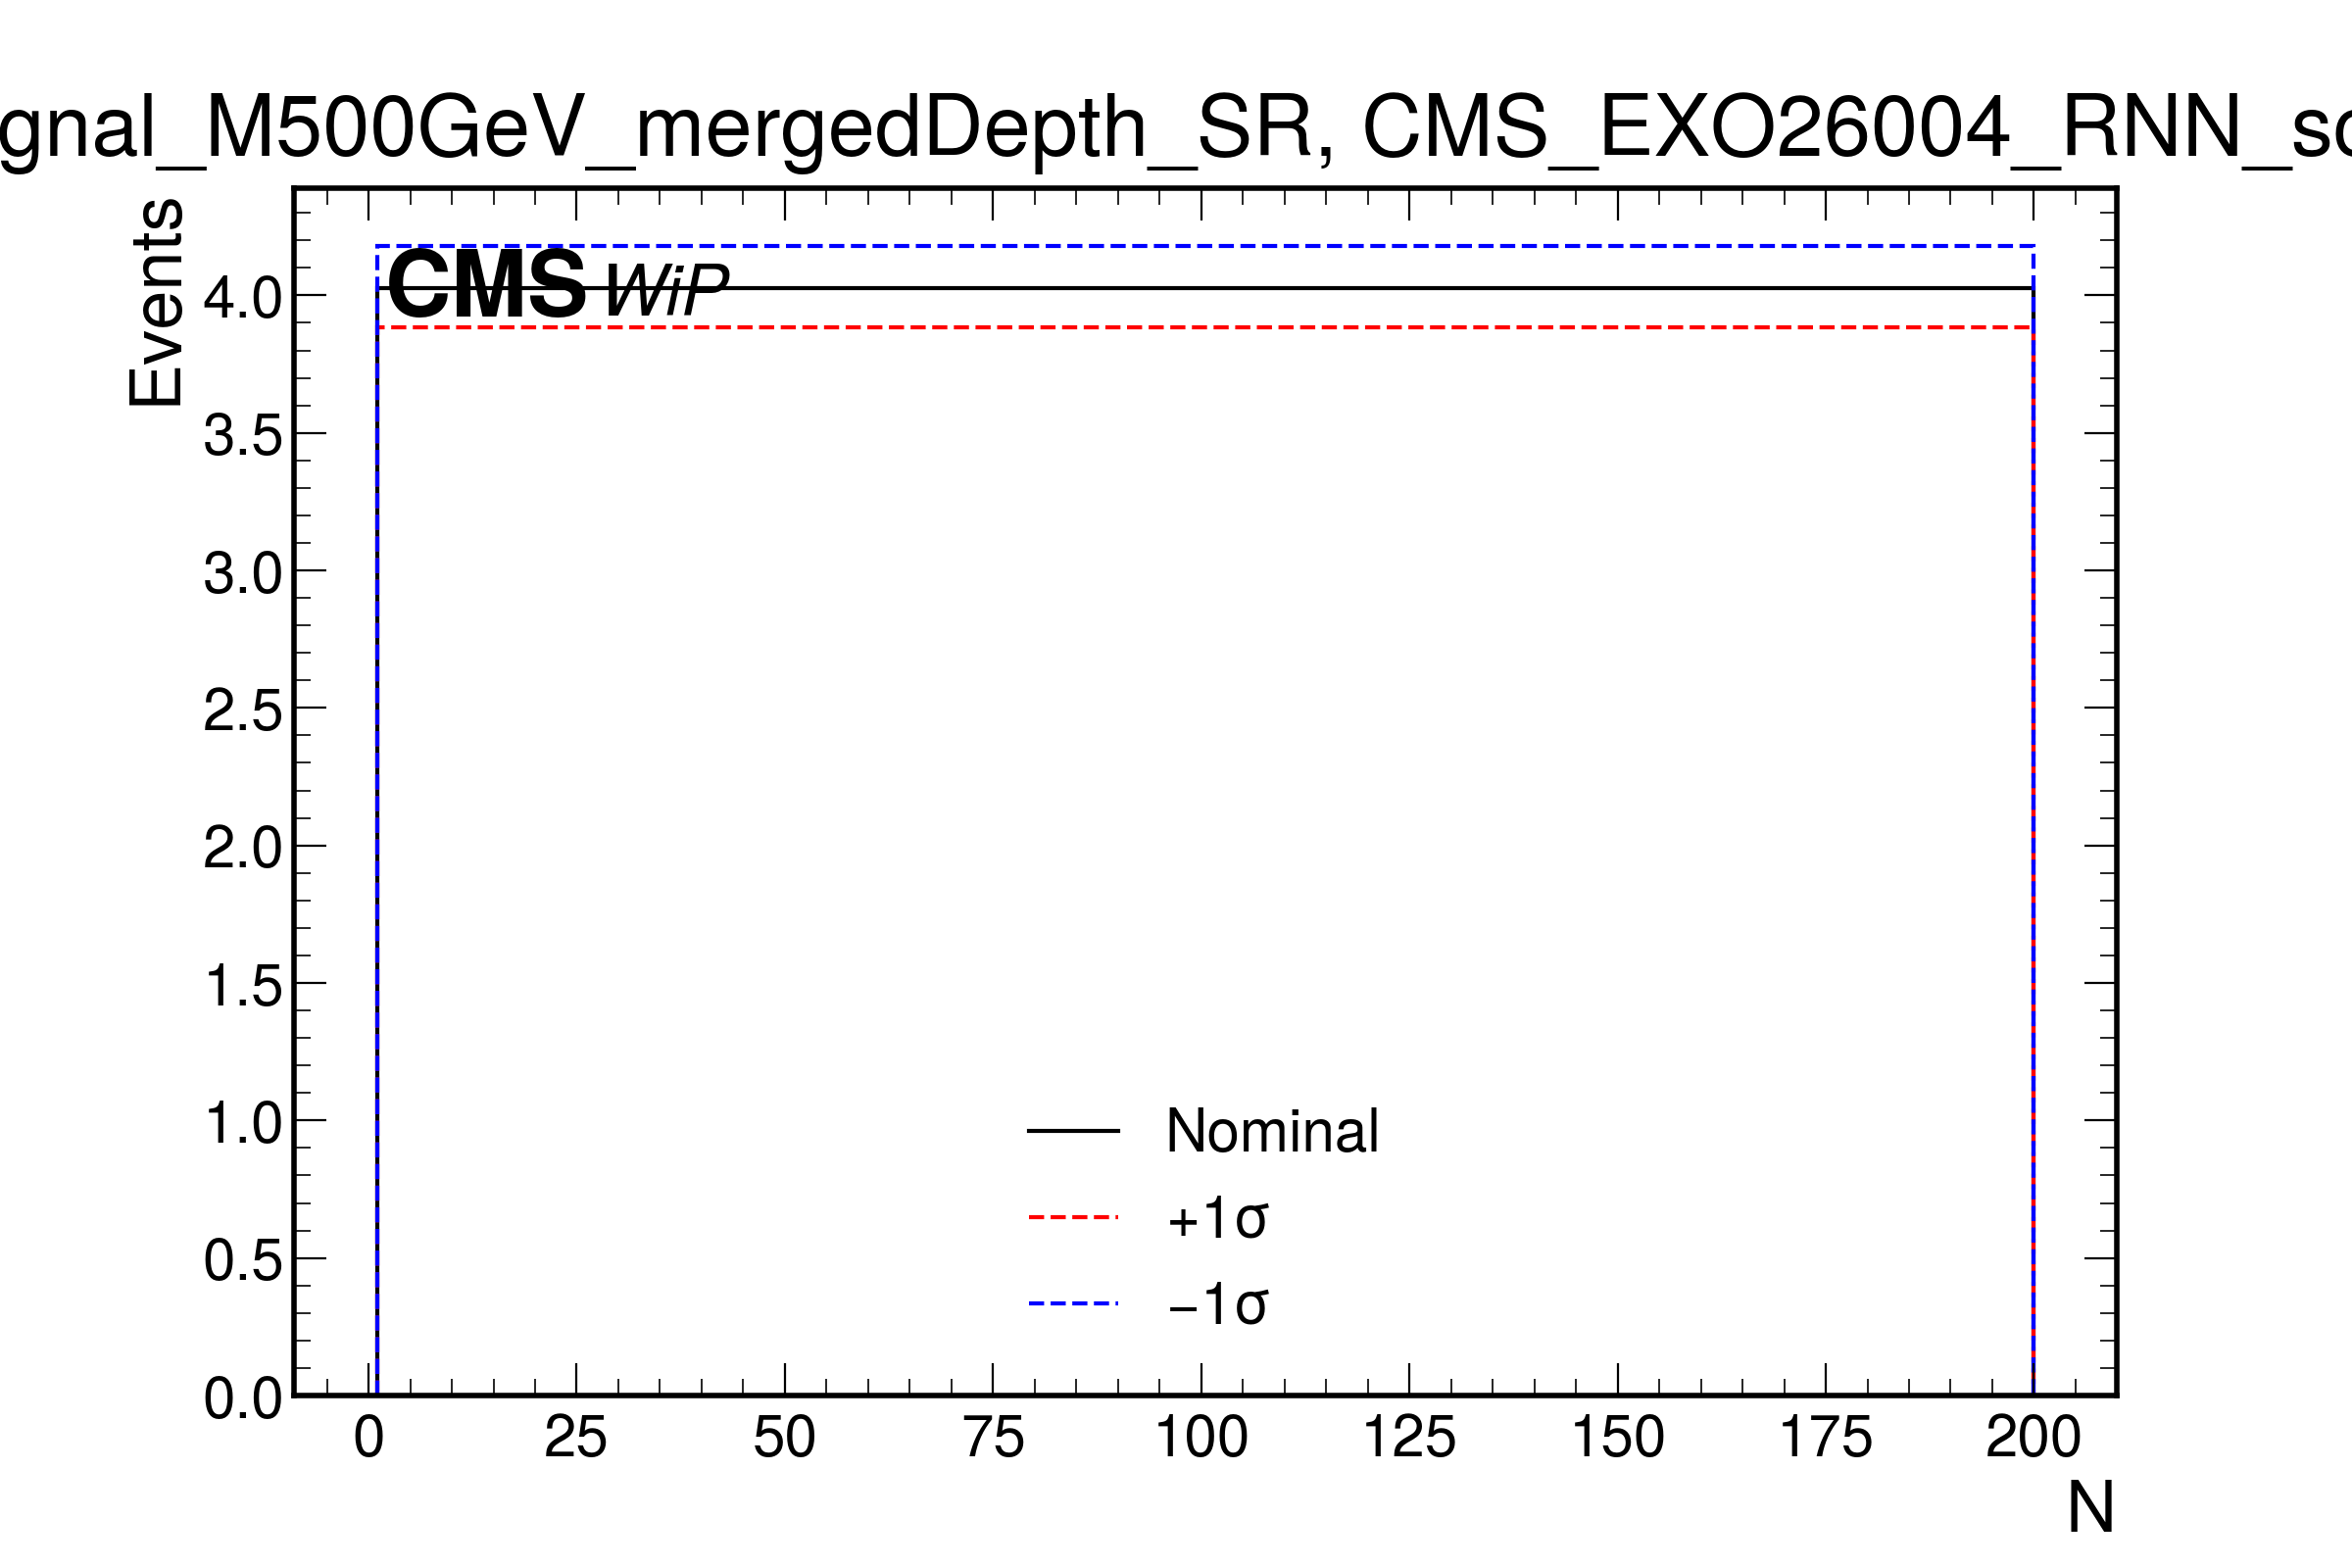 gnal_M500GeV_mergedDepth_SR, CMS_EXO26004_RNN_sc
Events
CMS WiP
4.0
3.5
3.0
2.5
2.0
1.5
1.0
0.5
0.0
Nominal
+1σ
−1σ
0 25 50 75 100 125 150 175 200
N